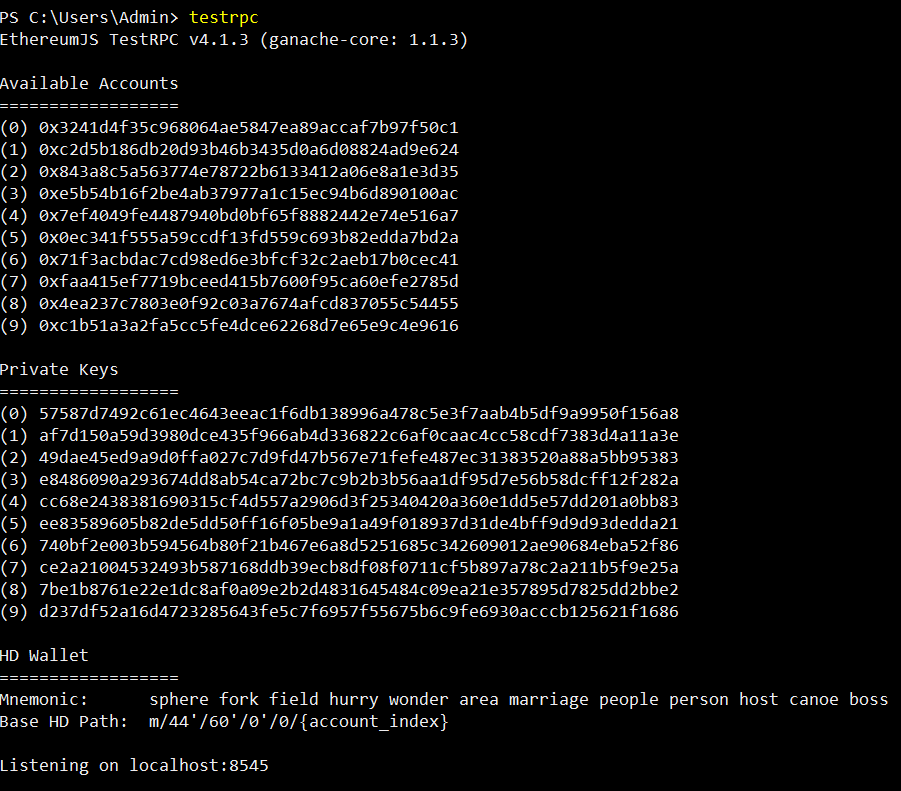 PS C:\Users\Admin> testrpc
EthereumJS TestRPC v4.1.3 (ganache-core: 1.1.3)
Available Accounts
==================
(0) 0x3241d4f35c968064ae5847ea89accaf7b97f50c1
(1) 0xc2d5b186db20d93b46b3435d0a6d08824ad9e624
(2) 0x843a8c5a563774e78722b6133412a06e8a1e3d35
(3) 0xe5b54b16f2be4ab37977a1c15ec94b6d890100ac
(4) 0x7ef4049fe4487940bd0bf65f8882442e74e516a7
(5) 0x0ec341f555a59ccdf13fd559c693b82edda7bd2a
(6) 0x71f3acbdac7cd98ed6e3bfcf32c2aeb17b0cec41
(7) 0xfaa415ef7719bceed415b7600f95ca60efe2785d
(8) 0x4ea237c7803e0f92c03a7674afcd837055c54455
(9) 0xc1b51a3a2fa5cc5fe4dce62268d7e65e9c4e9616
Private Keys
==================
(0) 57587d7492c61ec4643eeac1f6db138996a478c5e3f7aab4b5df9a9950f156a8
(1) af7d150a59d3980dce435f966ab4d336822c6af0caac4cc58cdf7383d4a11a3e
(2) 49dae45ed9a9d0ffa027c7d9fd47b567e71fefe487ec31383520a88a5bb95383
(3) e8486090a293674dd8ab54ca72bc7c9b2b3b56aa1df95d7e56b58dcff12f282a
(4) cc68e2438381690315cf4d557a2906d3f25340420a360e1dd5e57dd201a0bb83
(5) ee83589605b82de5dd50ff16f05be9a1a49f018937d31de4bff9d9d93dedda21
(6) 740bf2e003b594564b80f21b467e6a8d5251685c342609012ae90684eba52f86
(7) ce2a21004532493b587168ddb39ecb8df08f0711cf5b897a78c2a211b5f9e25a
(8) 7be1b8761e22e1dc8af0a09e2b2d4831645484c09ea21e357895d7825dd2bbe2
(9) d237df52a16d4723285643fe5c7f6957f55675b6c9fe6930acccb125621f1686
HD Wallet
==================
Mnemonic:      sphere fork field hurry wonder area marriage people person host canoe boss
Base HD Path:  m/44'/60'/0'/0/{account_index}
Listening on localhost:8545